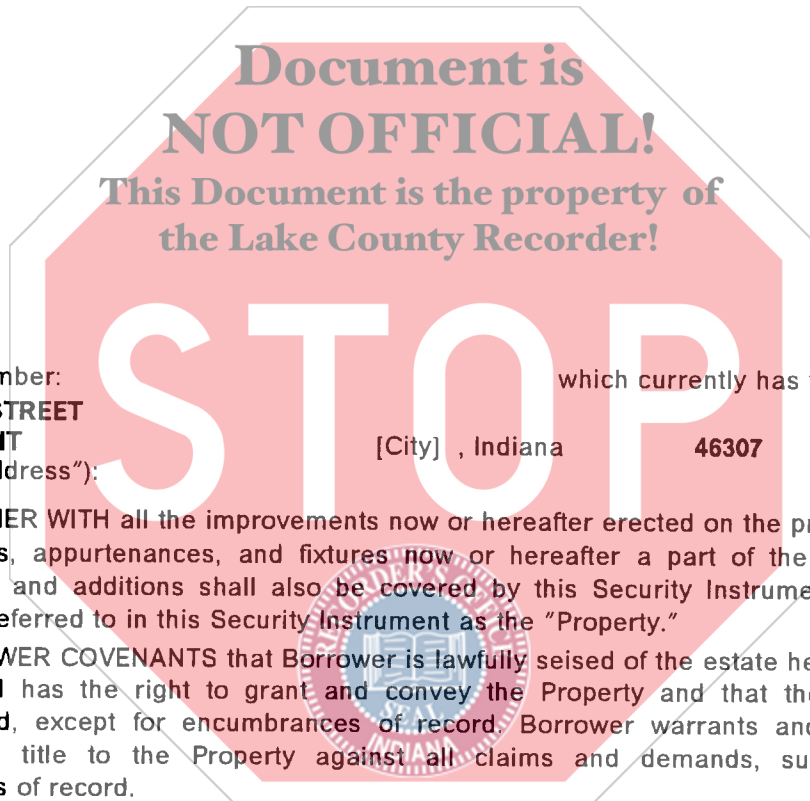 Document is
NOT OFFICIAL!
This Document is the property of
the Lake County Recorder!
STOP
mber:
which currently has
STREET
NT
[City] , Indiana 46307
ddress"):
ER WITH all the improvements now or hereafter erected on the pr
s, appurtenances, and fixtures now or hereafter a part of the
and additions shall also be covered by this Security Instrume
eferred to in this Security Instrument as the "Property."
WER COVENANTS that Borrower is lawfully seised of the estate he
has the right to grant and convey the Property and that the
d, except for encumbrances of record. Borrower warrants and
title to the Property against all claims and demands, su
s of record.
SEAL
INDIANA